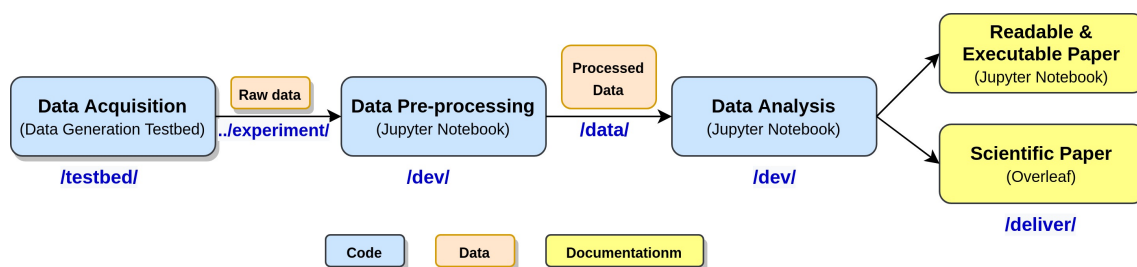 Data Acquisition
(Data Generation Testbed)
/testbed/
Raw data
../experiment/
Data Pre-processing
(Jupyter Notebook)
/dev/
Processed
Data
/data/
Data Analysis
(Jupyter Notebook)
/dev/
Readable &
Executable Paper
(Jupyter Notebook)
Scientific Paper
(Overleaf)
/deliver/
Code
Data
Documentationm